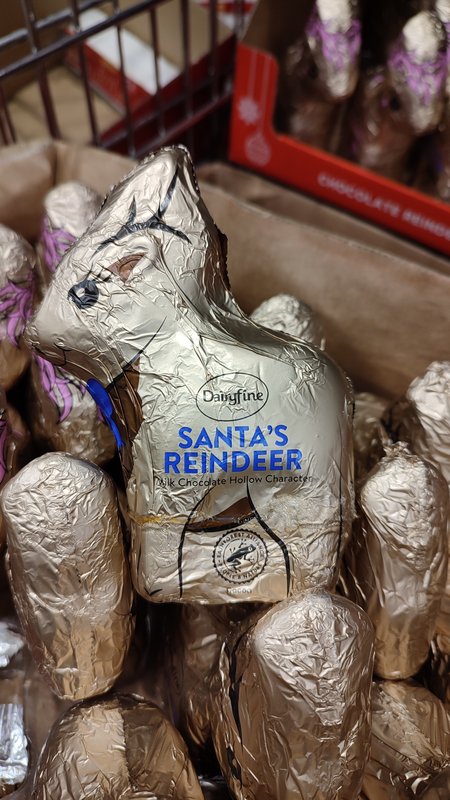 CHOCOLATE REINDE
Dairyfine
SANTA'S
REINDEER
Milk Chocolate Hollow Character